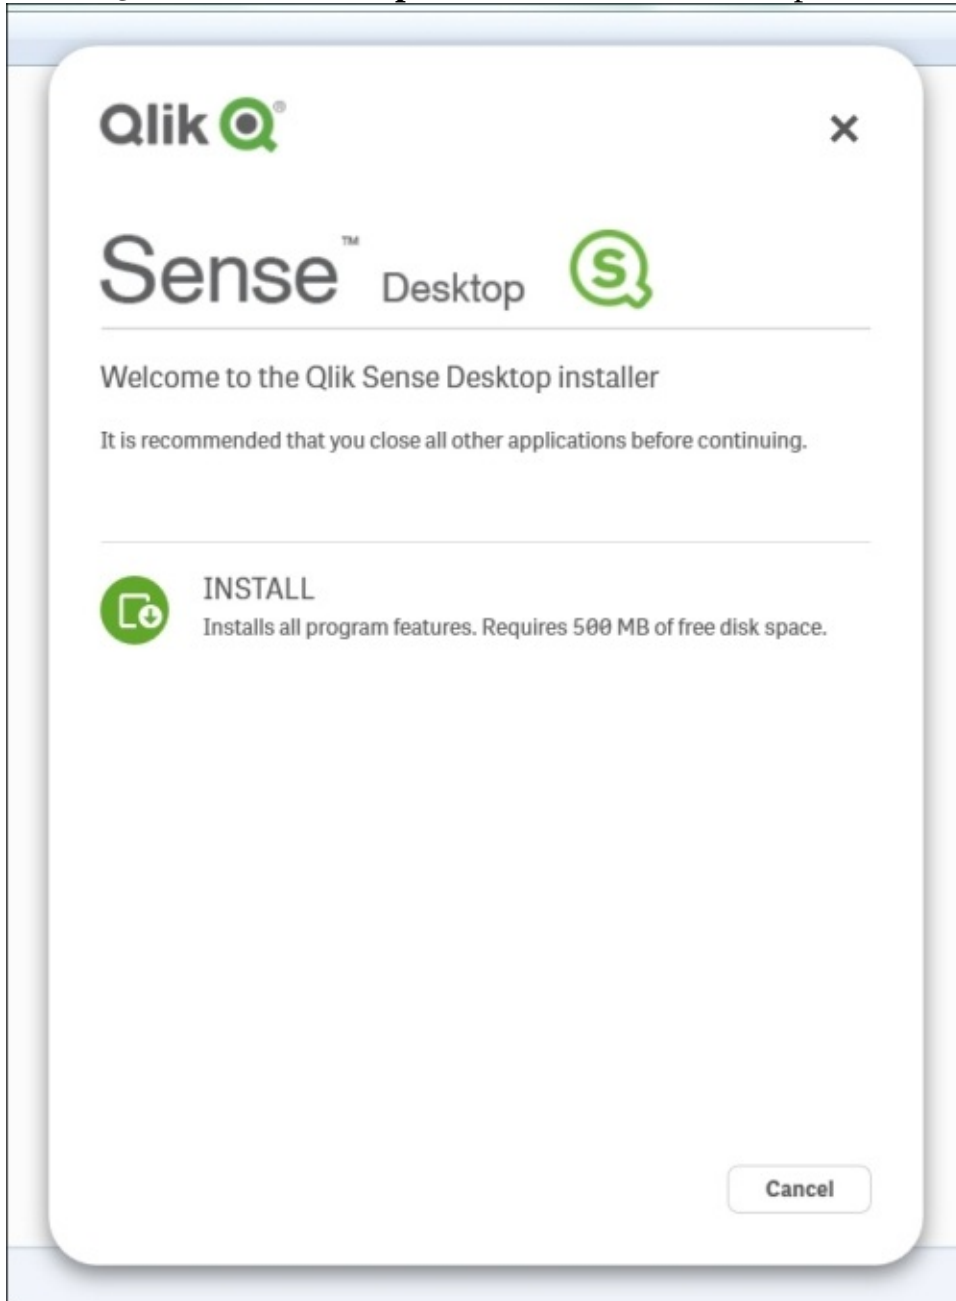 Qlik Q®
×
Sense™ Desktop S
Welcome to the Qlik Sense Desktop installer
It is recommended that you close all other applications before continuing.
INSTALL
Installs all program features. Requires 500 MB of free disk space.
Cancel